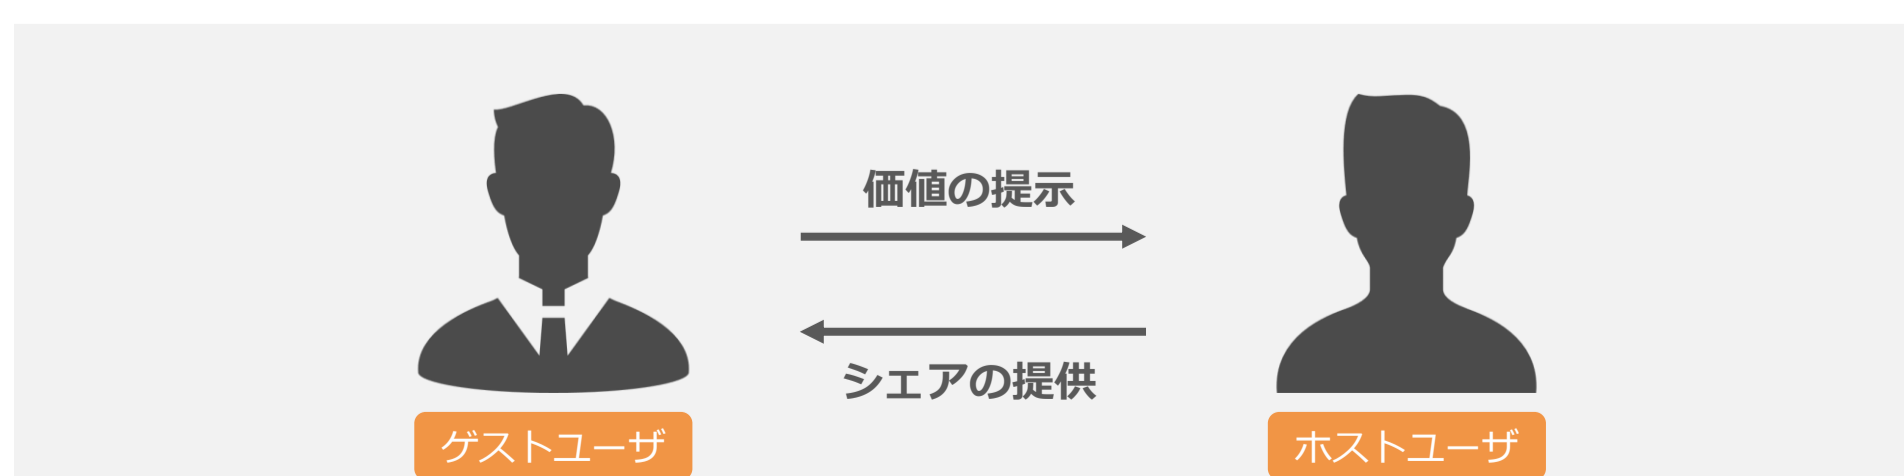 価値の提示
シェアの提供
ゲストユーザ
ホストユーザ